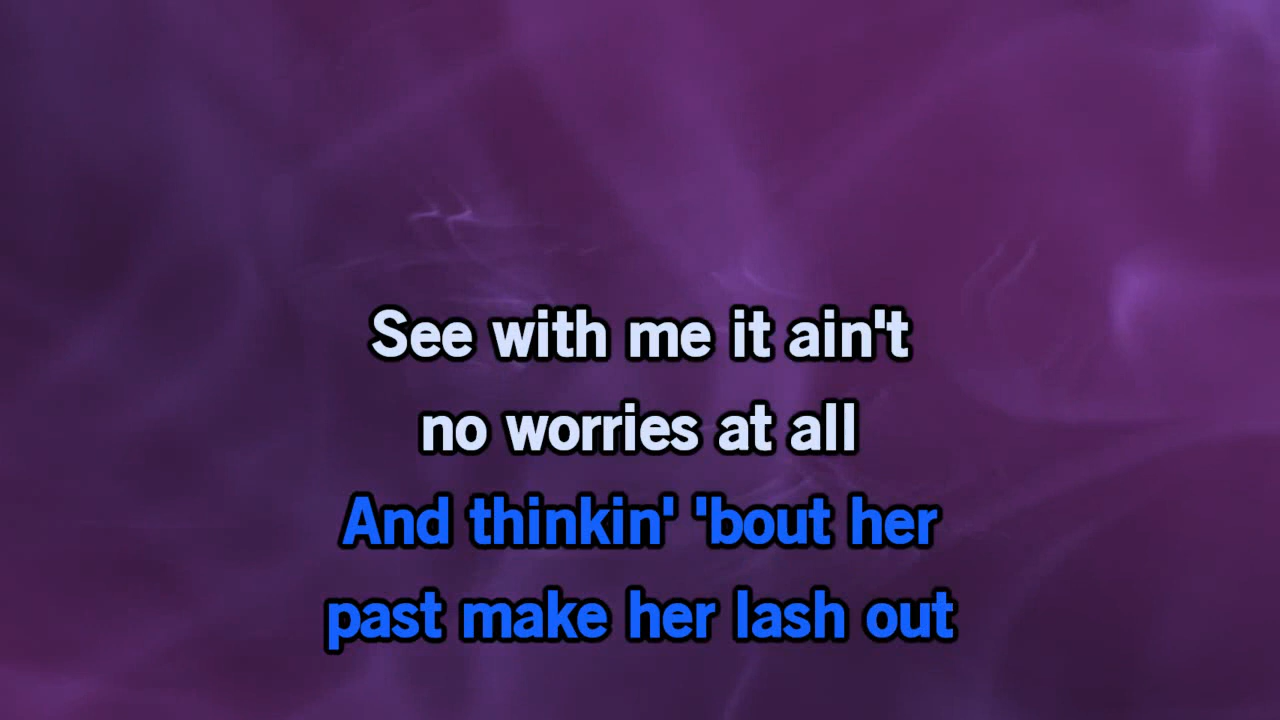 See with me it ain't
no worries at all
And thinkin' 'bout her
past make her lash out